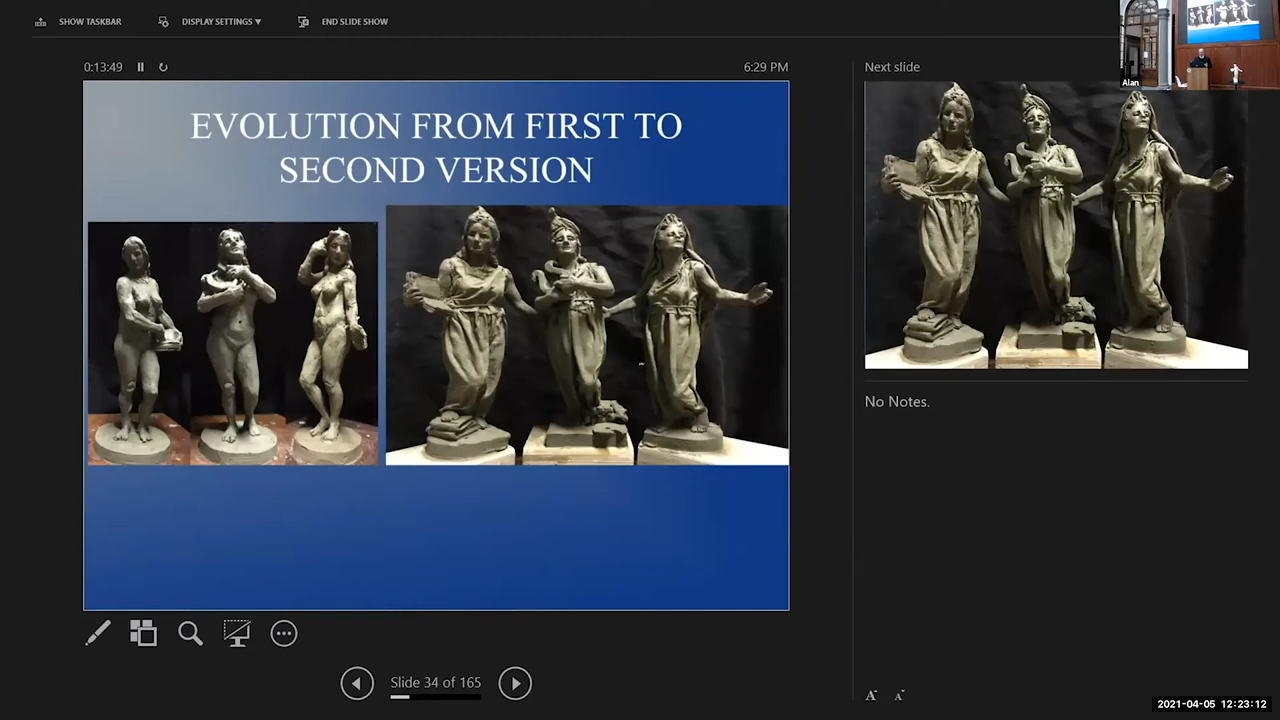 SHOW TASKBAR
DISPLAY SETTINGS
END SLIDE SHOW
0:13:49
6:29 PM
Next slide
Alan
EVOLUTION FROM FIRST TO
SECOND VERSION
No Notes.
Slide 34 of 165
A A
2021-04-05 12:23:12